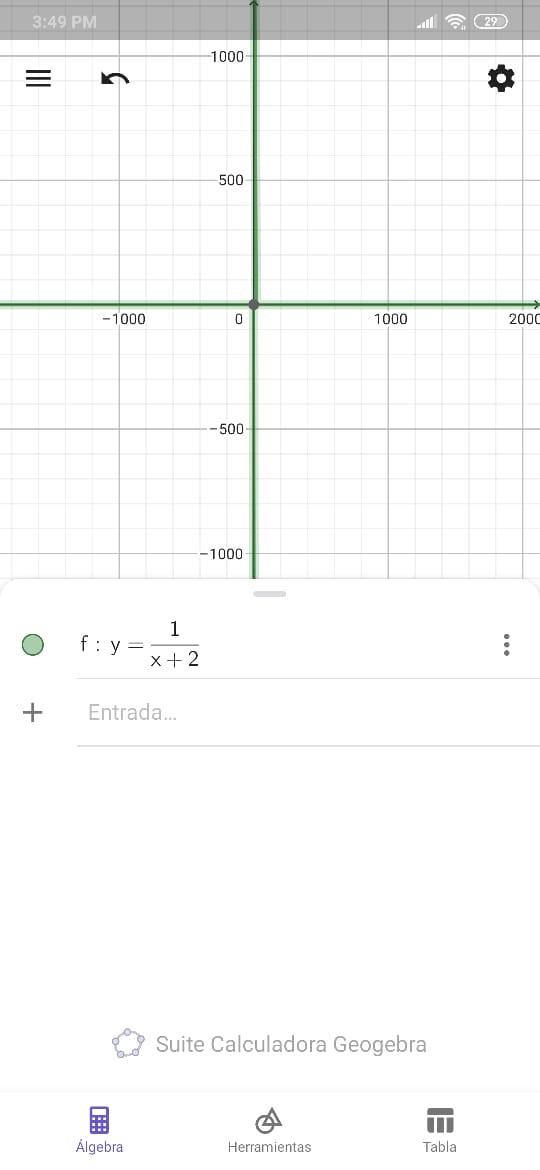 3:49 PM 29
1000
500
−1000 0 1000 2000
−500
−1000
f : y = 1/(x + 2)
Entrada...
Suite Calculadora Geogebra
Álgebra Herramientas Tabla